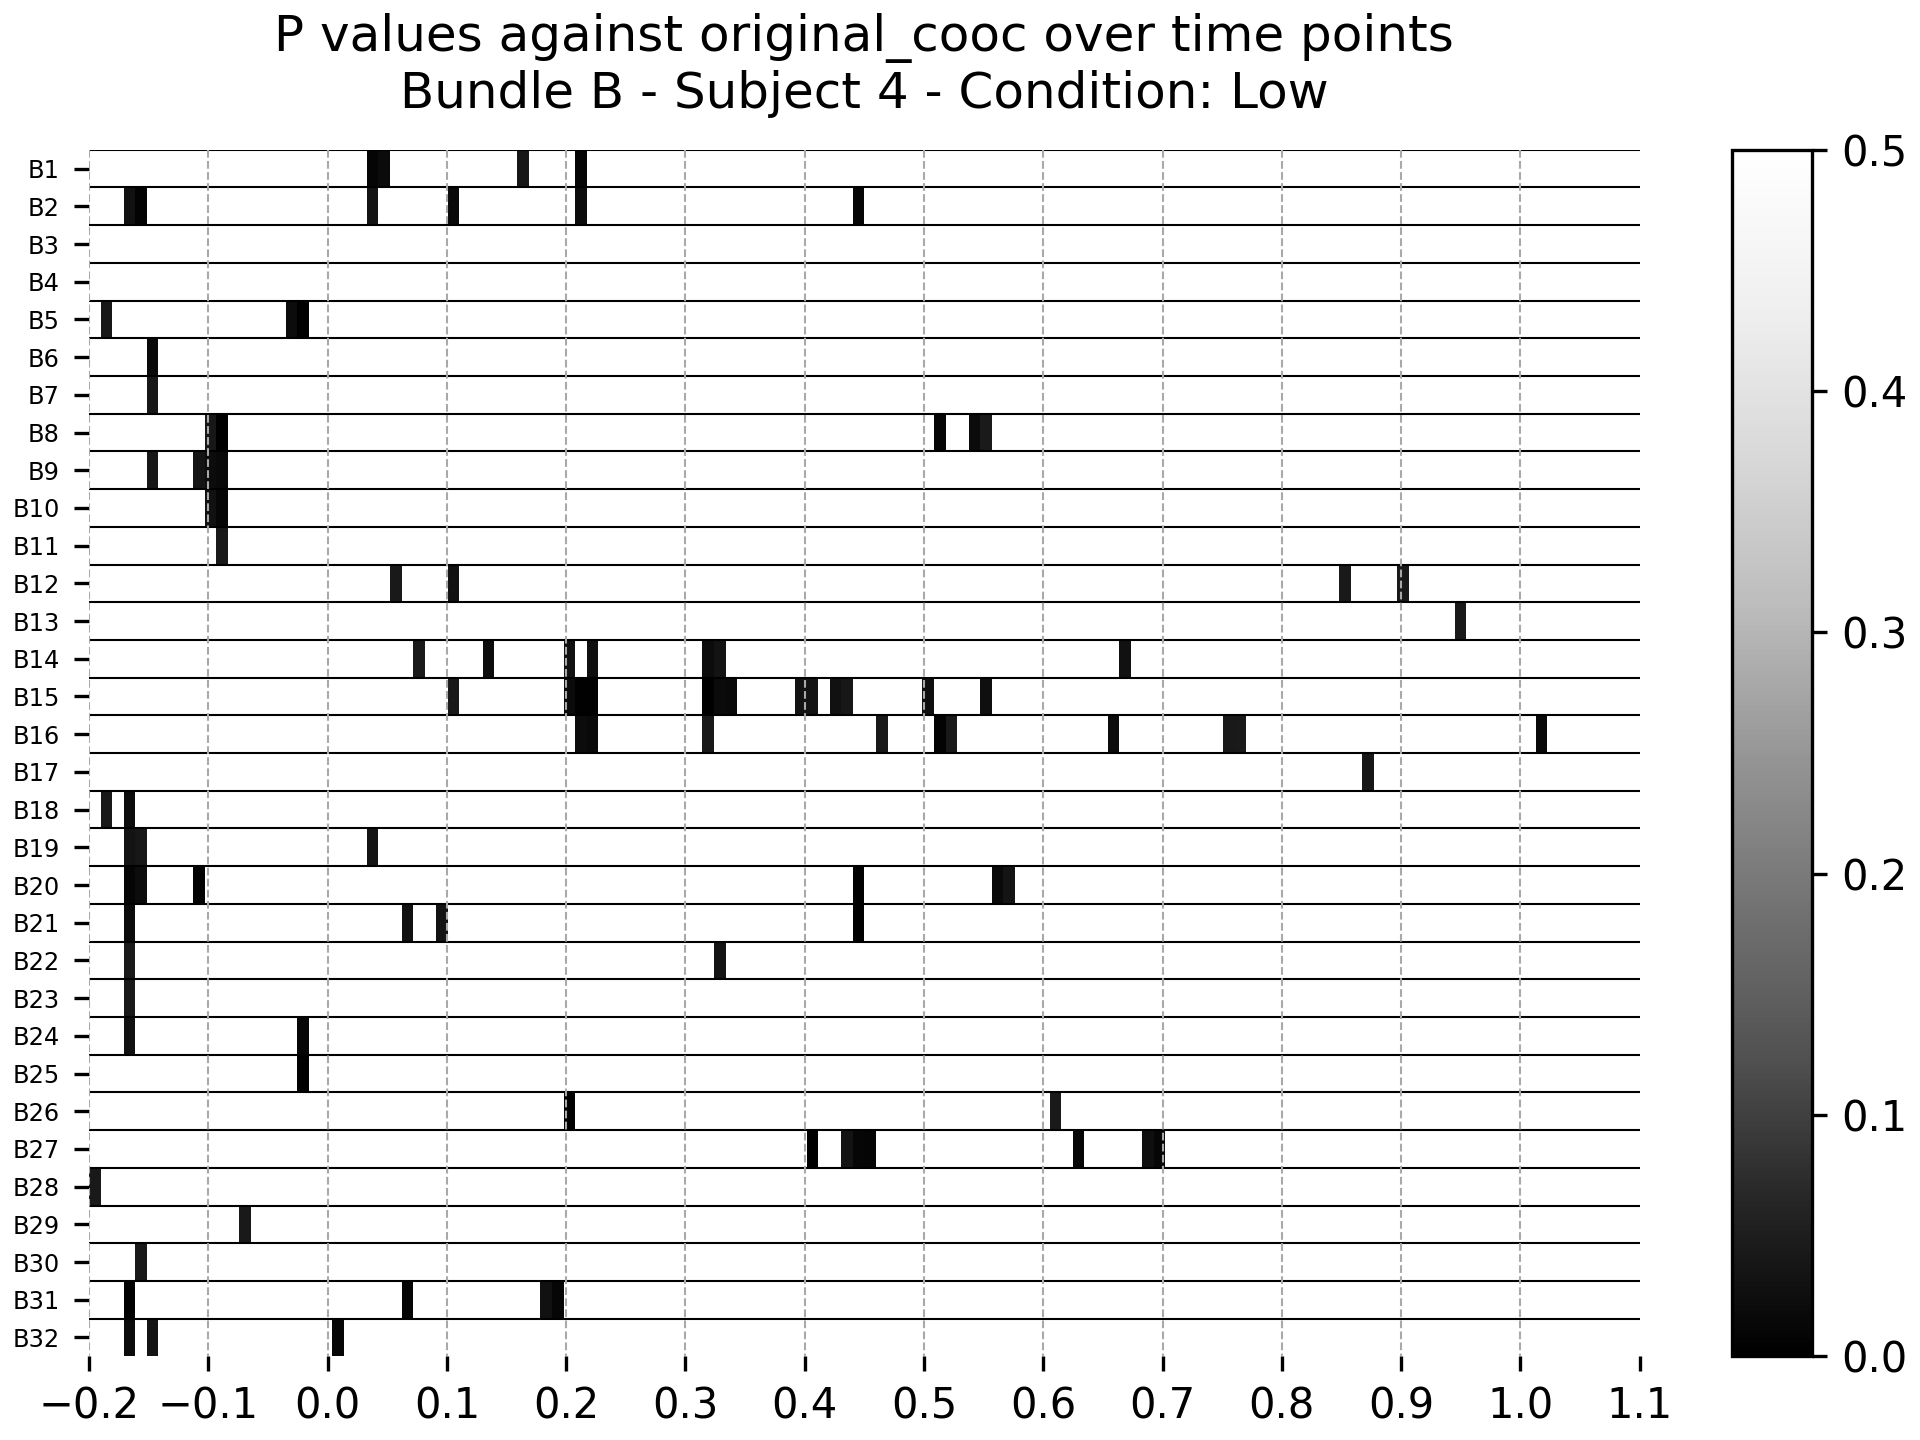 P values against original_cooc over time points
Bundle B - Subject 4 - Condition: Low
B1
B2
B3
B4
B5
B6
B7
B8
B9
B10
B11
B12
B13
B14
B15
B16
B17
B18
B19
B20
B21
B22
B23
B24
B25
B26
B27
B28
B29
B30
B31
B32
−0.2 −0.1 0.0 0.1 0.2 0.3 0.4 0.5 0.6 0.7 0.8 0.9 1.0 1.1
0.5
0.4
0.3
0.2
0.1
0.0